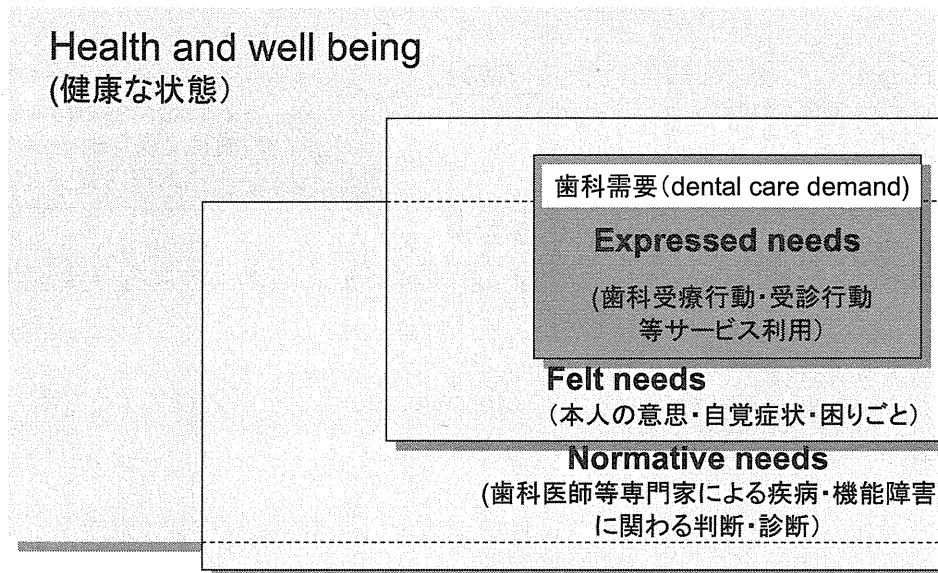 Health and well being
(健康な状態)
歯科需要(dental care demand)
Expressed needs
(歯科受療行動・受診行動
等サービス利用)
Felt needs
(本人の意思・自覚症状・困りごと)
Normative needs
(歯科医師等専門家による疾病・機能障害
に関わる判断・診断)